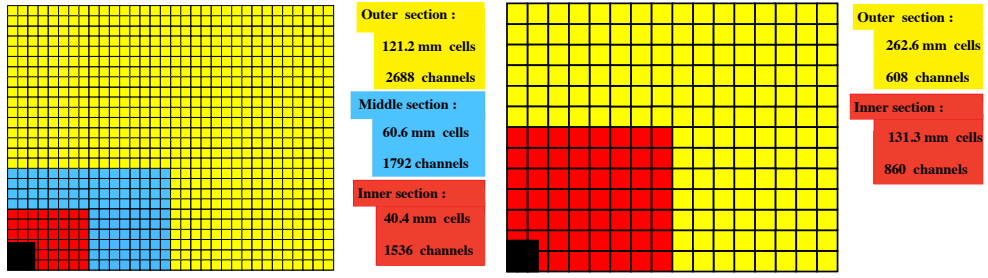 Outer section :
121.2 mm cells
2688 channels
Middle section :
60.6 mm cells
1792 channels
Inner section :
40.4 mm cells
1536 channels
Outer section :
262.6 mm cells
608 channels
Inner section :
131.3 mm cells
860 channels